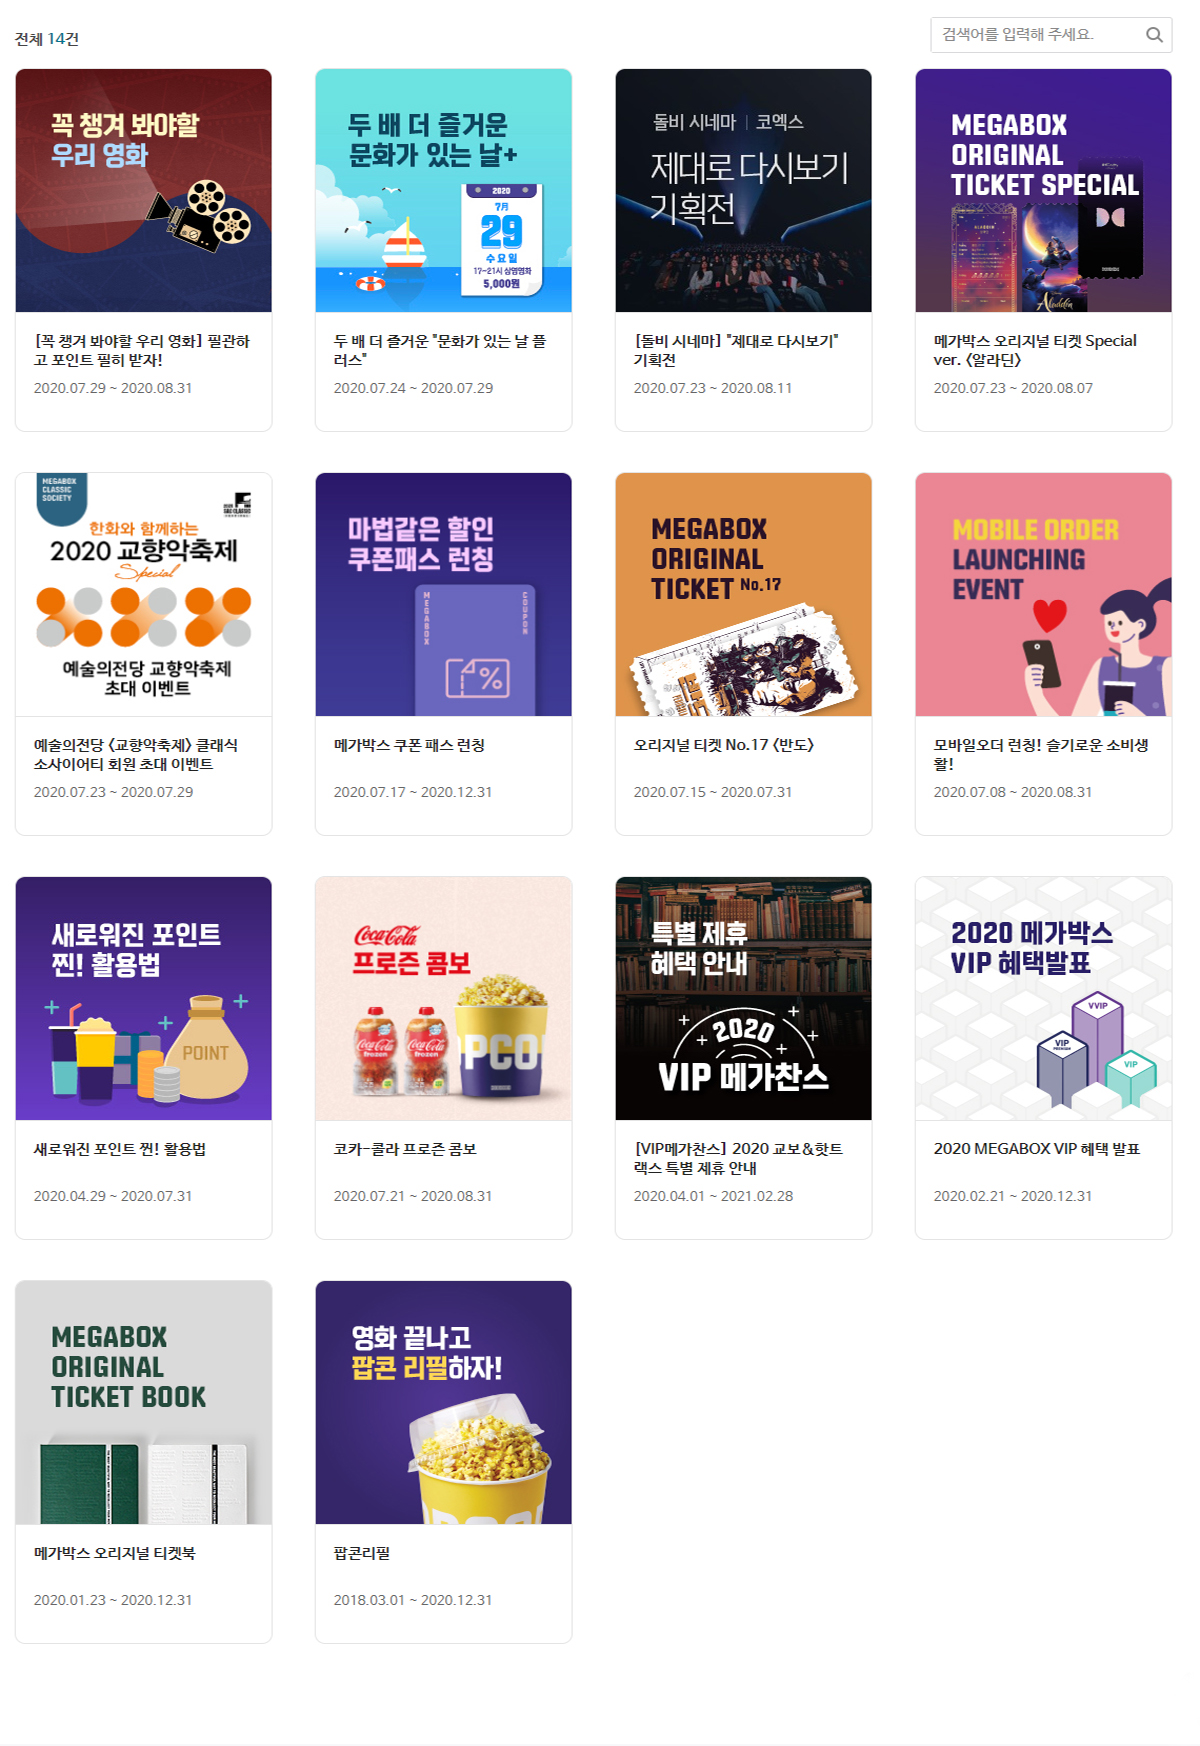 전체 14건
검색어를 입력해 주세요.
꼭 챙겨 봐야할
우리 영화
[꼭 챙겨 봐야할 우리 영화] 필관하
고 포인트 필히 받자!
2020.07.29 ~ 2020.08.31
두 배 더 즐거운
문화가 있는 날+
2020
7月
29
수요일
17~21시 상영영화
5,000원
두 배 더 즐거운 "문화가 있는 날 플
러스"
2020.07.24 ~ 2020.07.29
돌비 시네마 | 코엑스
제대로 다시보기
기획전
[돌비 시네마] "제대로 다시보기"
기획전
2020.07.23 ~ 2020.08.11
MEGABOX
ORIGINAL
TICKET SPECIAL
ALADDIN
Aladdin
메가박스 오리지널 티켓 Special
ver. <알라딘>
2020.07.23 ~ 2020.08.07
MEGABOX
CLASSIC
SOCIETY
한화와 함께하는
2020 교향악축제
Special
예술의전당 교향악축제
초대 이벤트
예술의전당 <교향악축제> 클래식
소사이어티 회원 초대 이벤트
2020.07.23 ~ 2020.07.29
마법같은 할인
쿠폰패스 런칭
MEGABOX
COUPON
%
메가박스 쿠폰 패스 런칭
2020.07.17 ~ 2020.12.31
MEGABOX
ORIGINAL
TICKET No.17
오리지널 티켓 No.17 <반도>
2020.07.15 ~ 2020.07.31
MOBILE ORDER
LAUNCHING
EVENT
모바일오더 런칭! 슬기로운 소비생
활!
2020.07.08 ~ 2020.08.31
새로워진 포인트
찐! 활용법
POINT
새로워진 포인트 찐! 활용법
2020.04.29 ~ 2020.07.31
Coca-Cola
프로즌 콤보
Coca-Cola
frozen
Coca-Cola
frozen
OPCO
코카-콜라 프로즌 콤보
2020.07.21 ~ 2020.08.31
특별 제휴
혜택 안내
2020
VIP 메가찬스
[VIP메가찬스] 2020 교보&핫트
랙스 특별 제휴 안내
2020.04.01 ~ 2021.02.28
2020 메가박스
VIP 혜택발표
VVIP
VIP
PREMIUM
VIP
2020 MEGABOX VIP 혜택 발표
2020.02.21 ~ 2020.12.31
MEGABOX
ORIGINAL
TICKET BOOK
메가박스 오리지널 티켓북
2020.01.23 ~ 2020.12.31
영화 끝나고
팝콘 리필하자!
팝콘리필
2018.03.01 ~ 2020.12.31